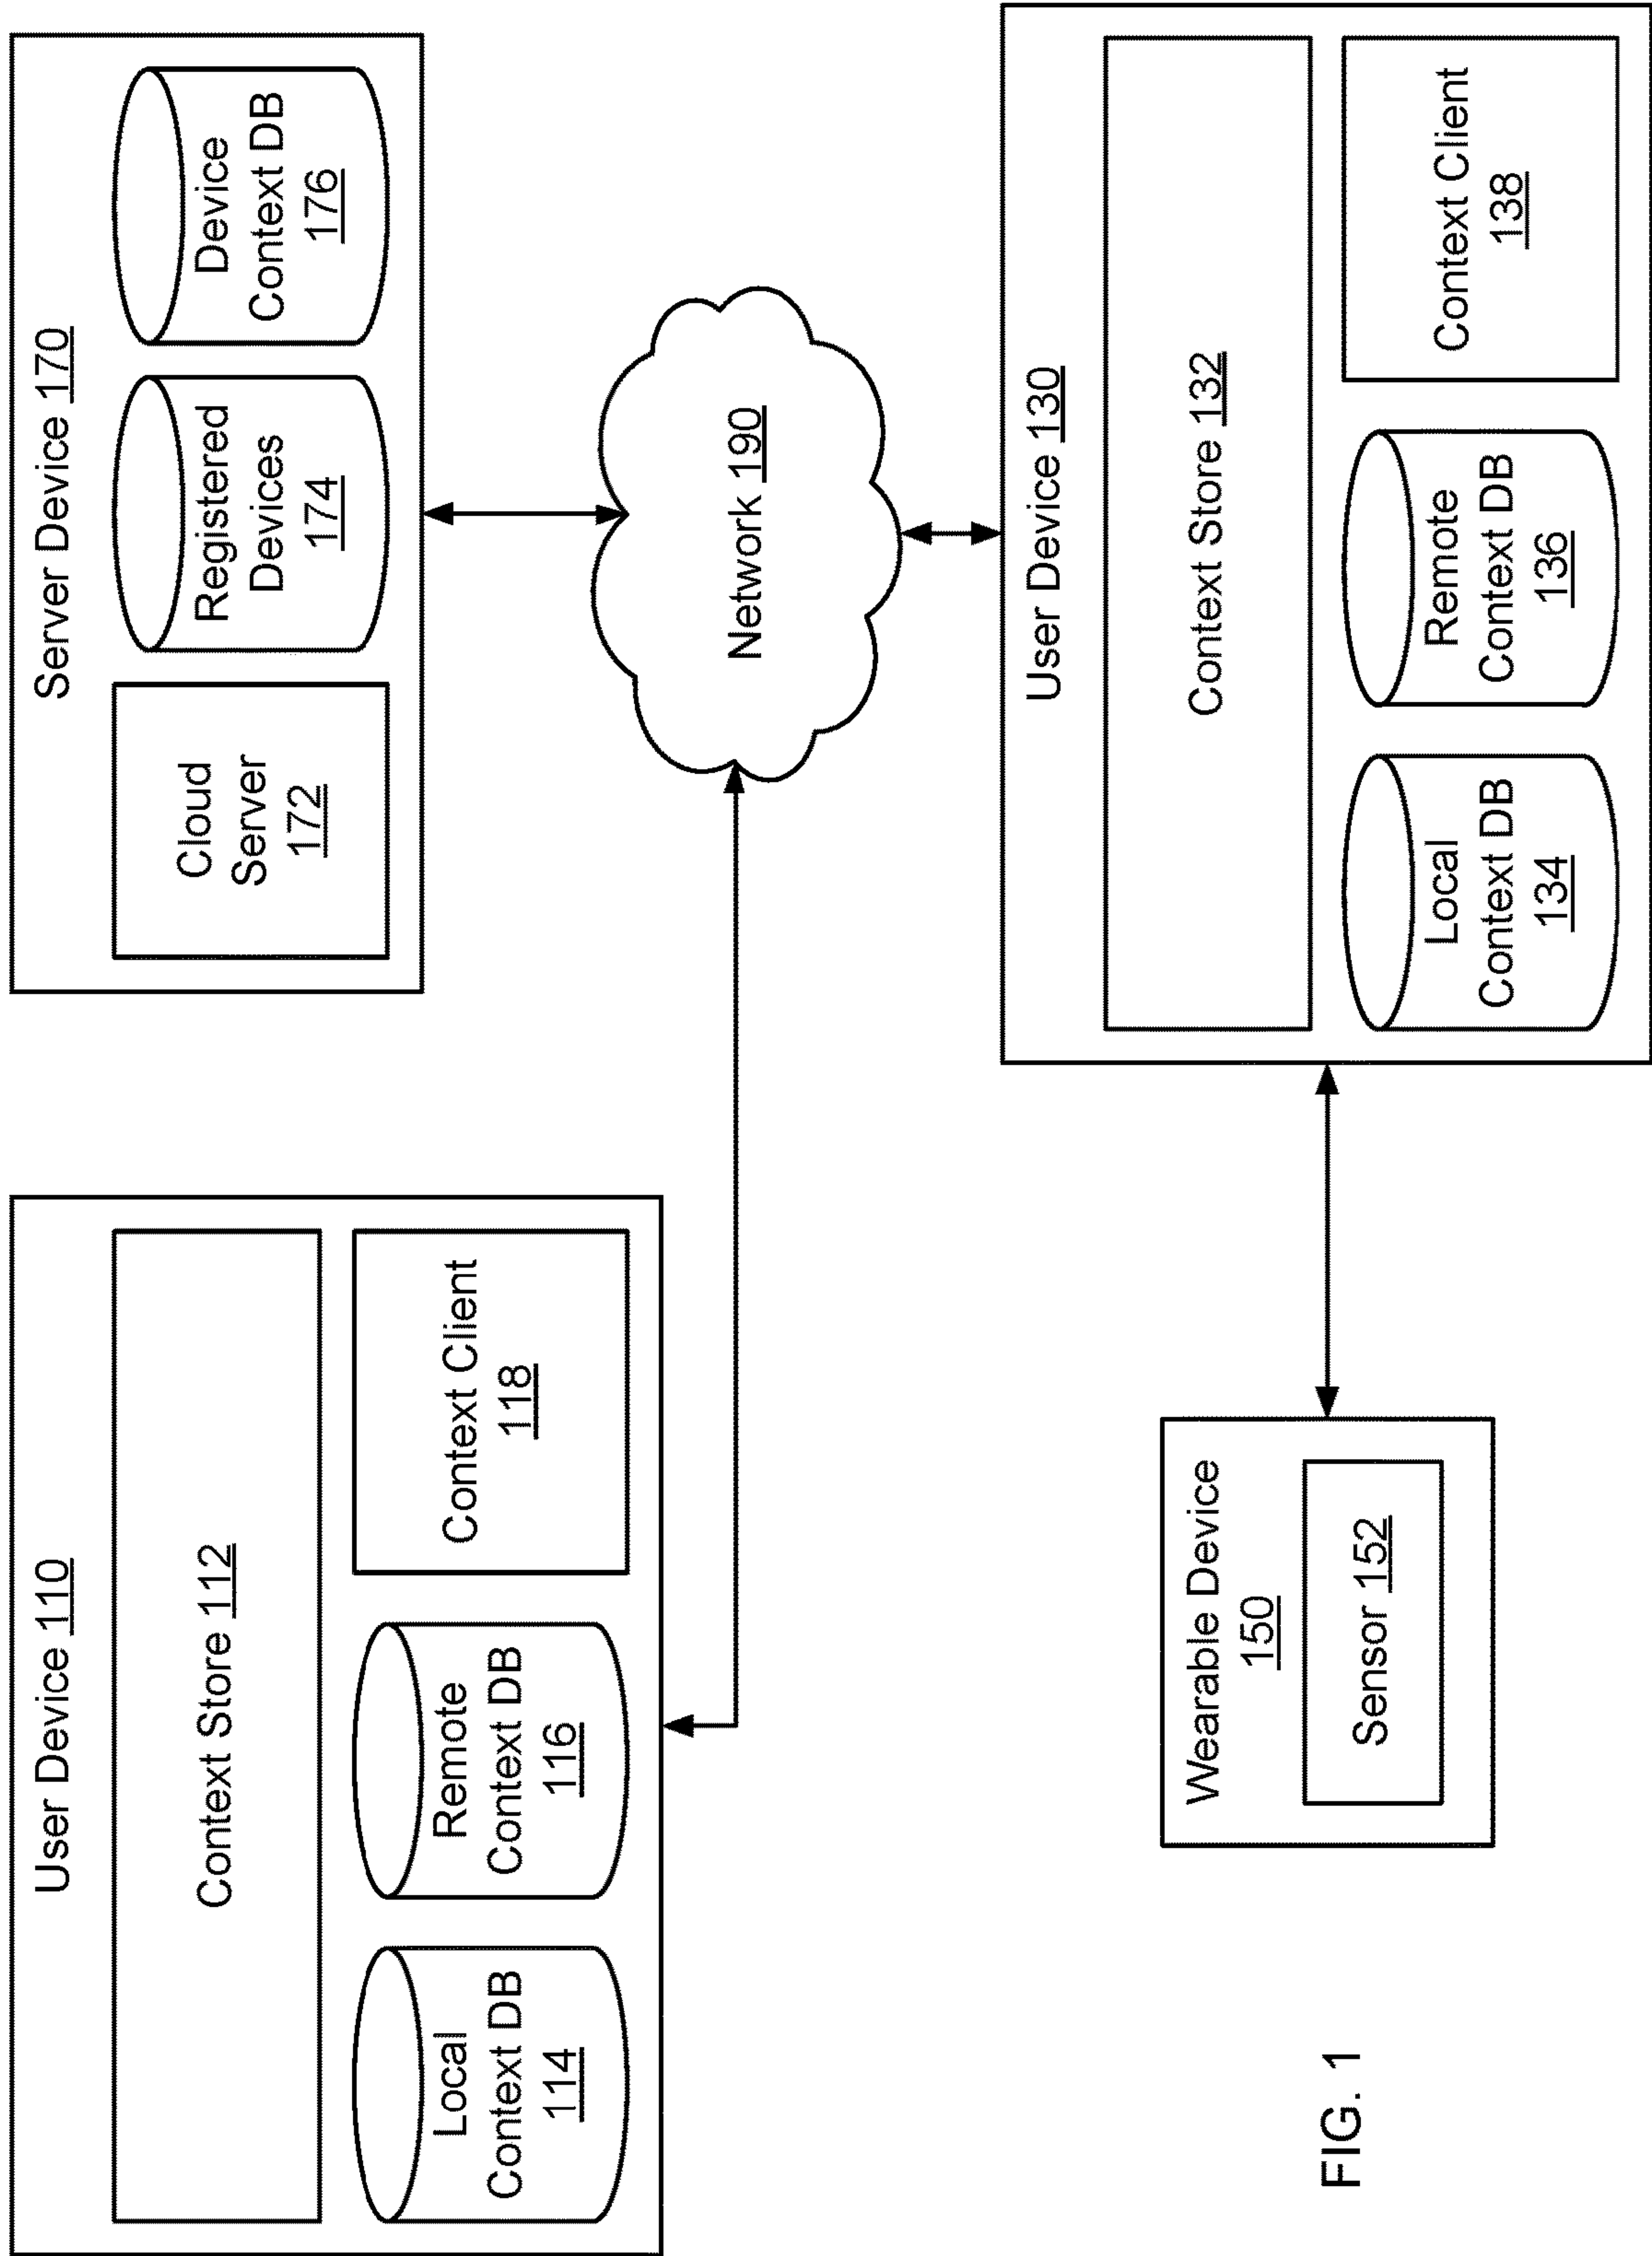 User Device 110
Context Store 112
Local
Context DB
114
Remote
Context DB
116
Context Client
118
Server Device 170
Cloud
Server
172
Registered
Devices
174
Device
Context DB
176
Network 190
Wearable Device
150
Sensor 152
User Device 130
Context Store 132
Local
Context DB
134
Remote
Context DB
136
Context Client
138
FIG. 1